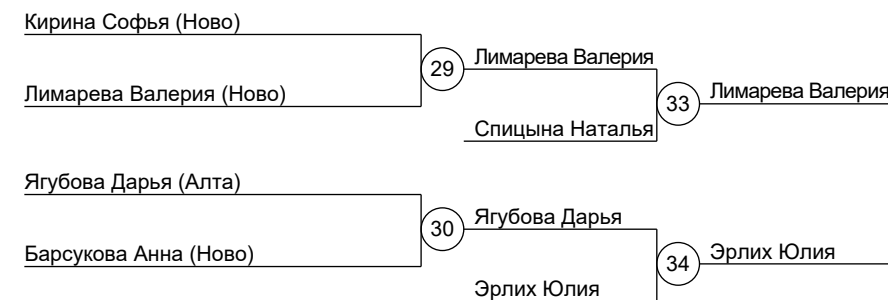 Кирина Софья (Ново)
29
Лимарева Валерия
Лимарева Валерия (Ново)
33
Лимарева Валерия
Спицына Наталья
Ягубова Дарья (Алта)
30
Ягубова Дарья
Барсукова Анна (Ново)
34
Эрлих Юлия
Эрлих Юлия